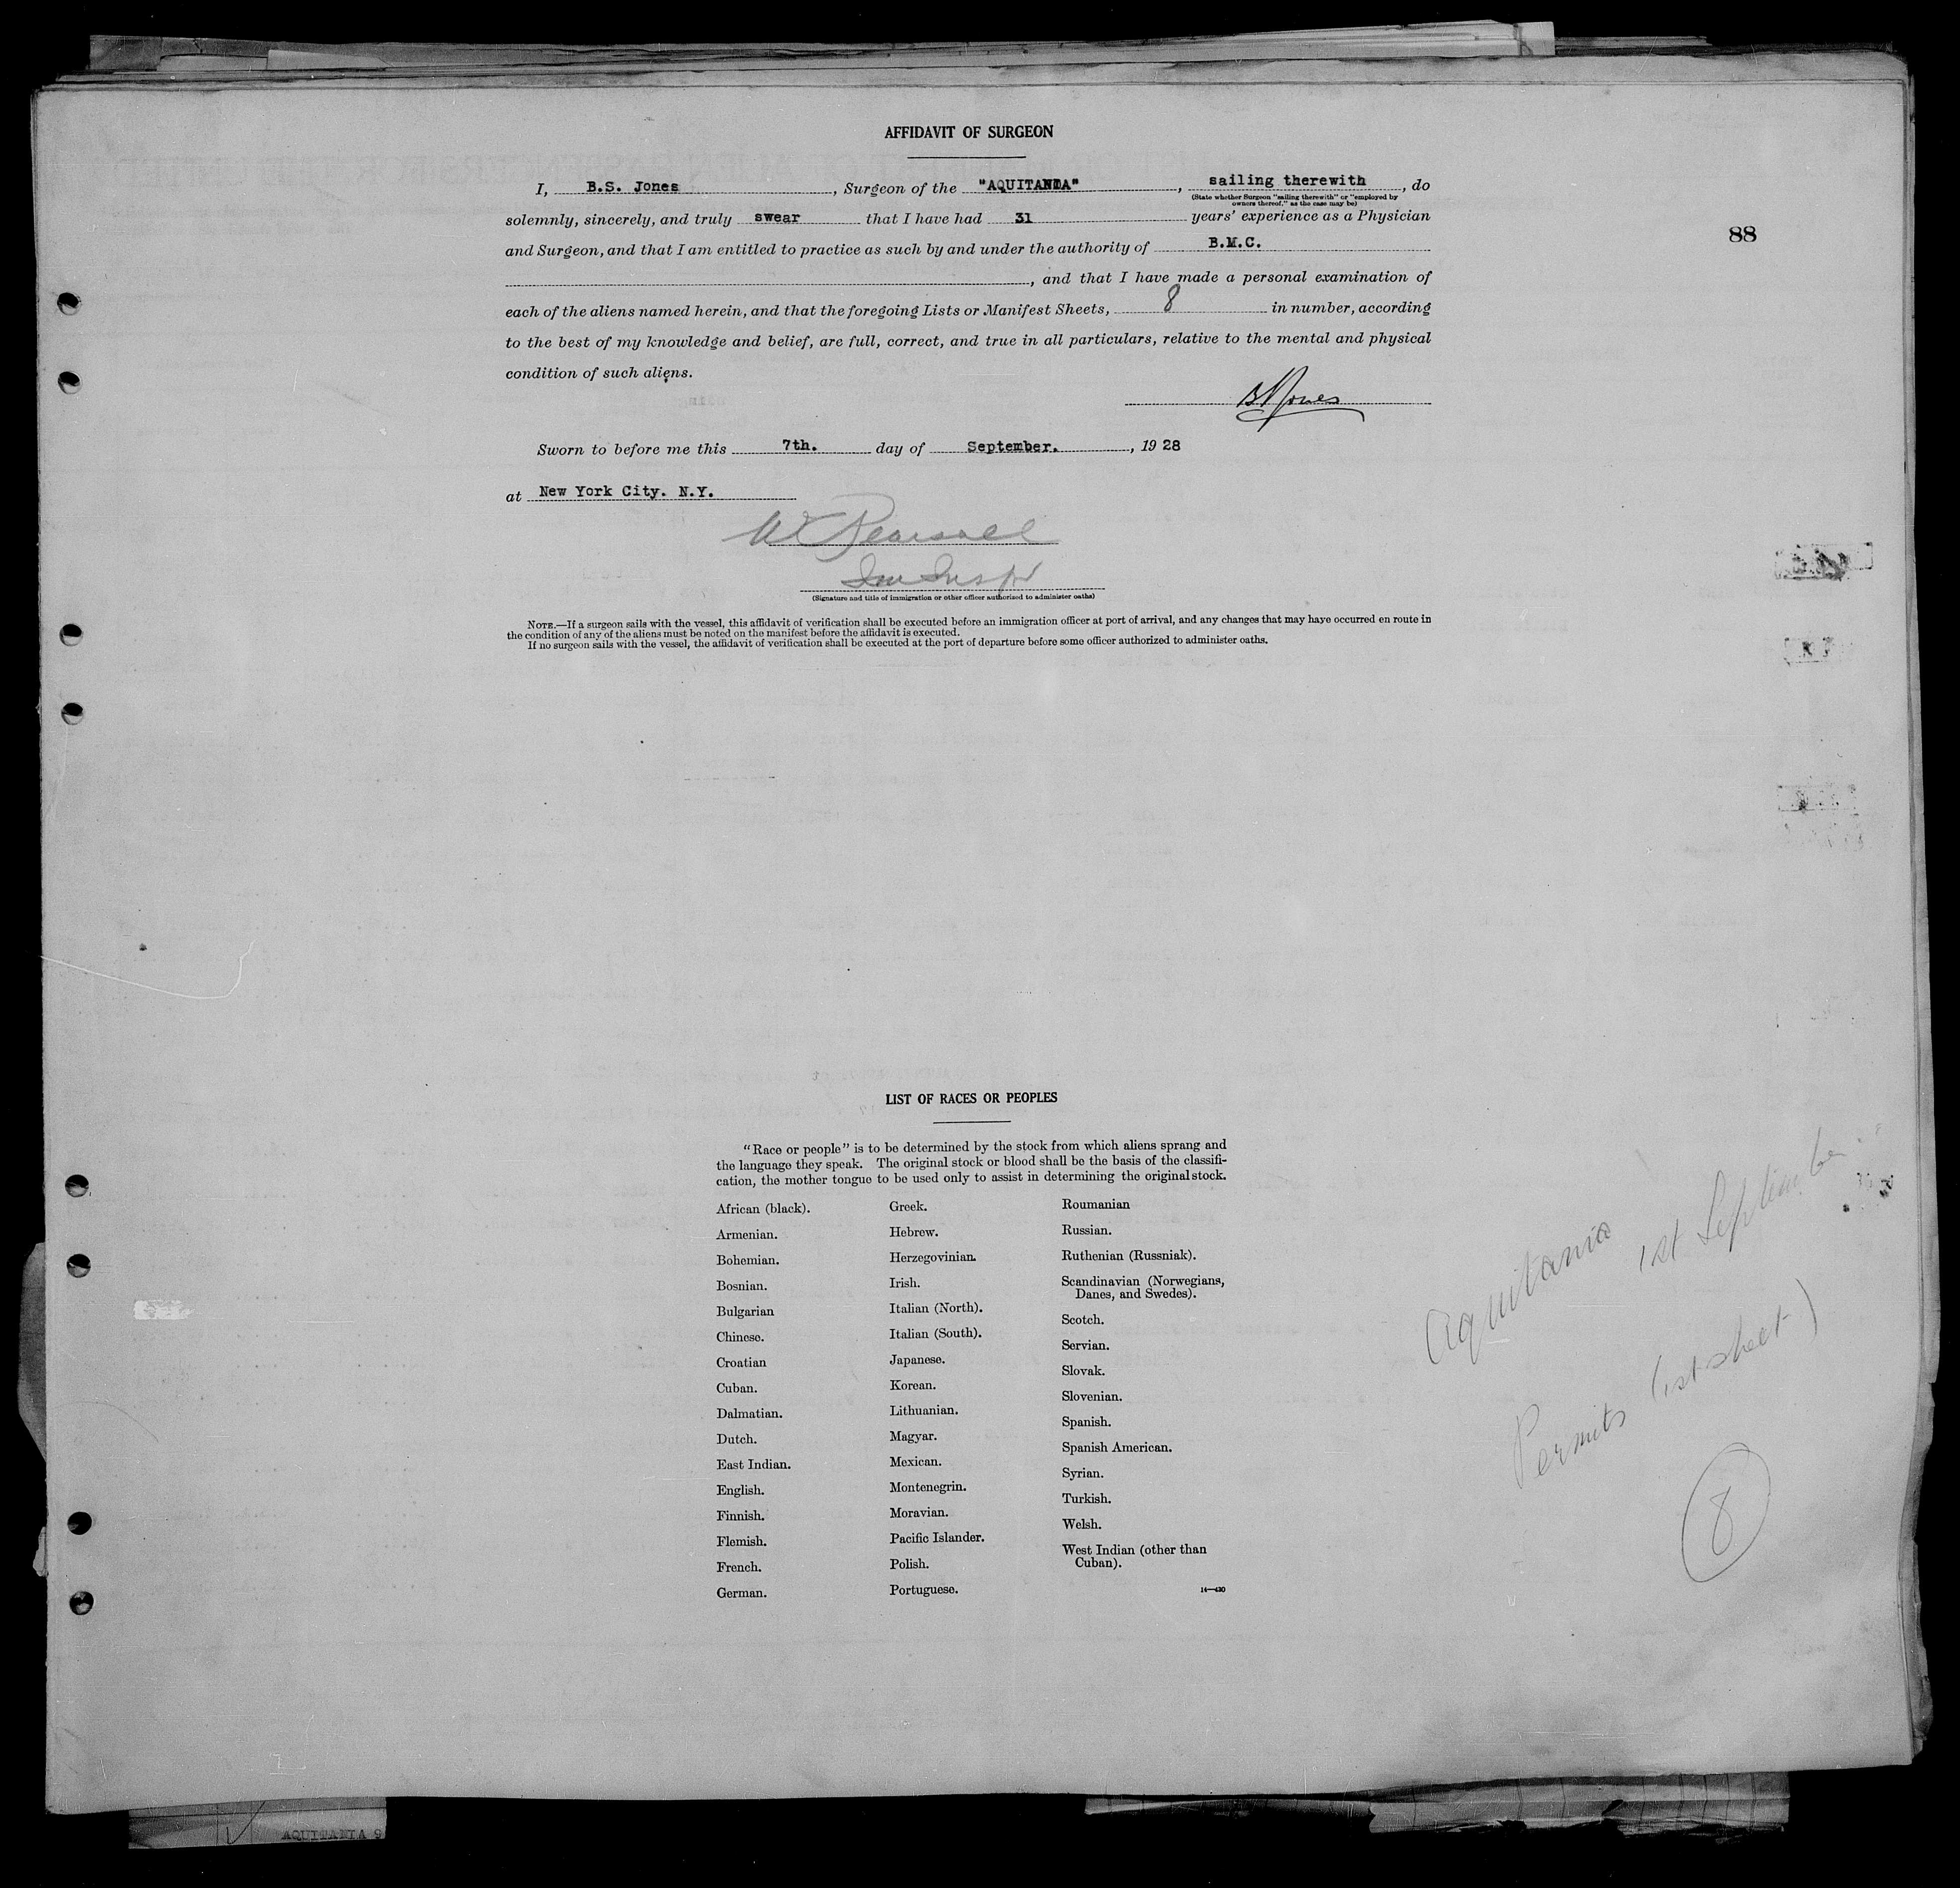 AFFIDAVIT OF SURGEON
I, B.S. Jones, Surgeon of the "AQUITANIA", sailing therewith, do
(State whether Surgeon "sailing therewith" or "employed by
owners thereof," as the case may be)
solemnly, sincerely, and truly swear that I have had 31 years' experience as a Physician
88
and Surgeon, and that I am entitled to practice as such by and under the authority of B.M.C.
, and that I have made a personal examination of
each of the aliens named herein, and that the foregoing Lists or Manifest Sheets, 8 in number, according
to the best of my knowledge and belief, are full, correct, and true in all particulars, relative to the mental and physical
condition of such aliens.
BSJones
Sworn to before me this 7th. day of September., 1928
at New York City. N.Y.
W Pearsall
Imm Inspr
(Signature and title of immigration or other officer authorized to administer oaths)
NOTE.—If a surgeon sails with the vessel, this affidavit of verification shall be executed before an immigration officer at port of arrival, and any changes that may have occurred en route in
the condition of any of the aliens must be noted on the manifest before the affidavit is executed.
If no surgeon sails with the vessel, the affidavit of verification shall be executed at the port of departure before some officer authorized to administer oaths.
LIST OF RACES OR PEOPLES
"Race or people" is to be determined by the stock from which aliens sprang and
the language they speak. The original stock or blood shall be the basis of the classifi-
cation, the mother tongue to be used only to assist in determining the original stock.
African (black).
Armenian.
Bohemian.
Bosnian.
Bulgarian
Chinese.
Croatian
Cuban.
Dalmatian.
Dutch.
East Indian.
English.
Finnish.
Flemish.
French.
German.
Greek.
Hebrew.
Herzegovinian.
Irish.
Italian (North).
Italian (South).
Japanese.
Korean.
Lithuanian.
Magyar.
Mexican.
Montenegrin.
Moravian.
Pacific Islander.
Polish.
Portuguese.
Roumanian
Russian.
Ruthenian (Russniak).
Scandinavian (Norwegians,
Danes, and Swedes).
Scotch.
Servian.
Slovak.
Slovenian.
Spanish.
Spanish American.
Syrian.
Turkish.
Welsh.
West Indian (other than
Cuban).
14—430
Aquitania 1st September
Permits (1st sheet)
8
AQUITANIA S